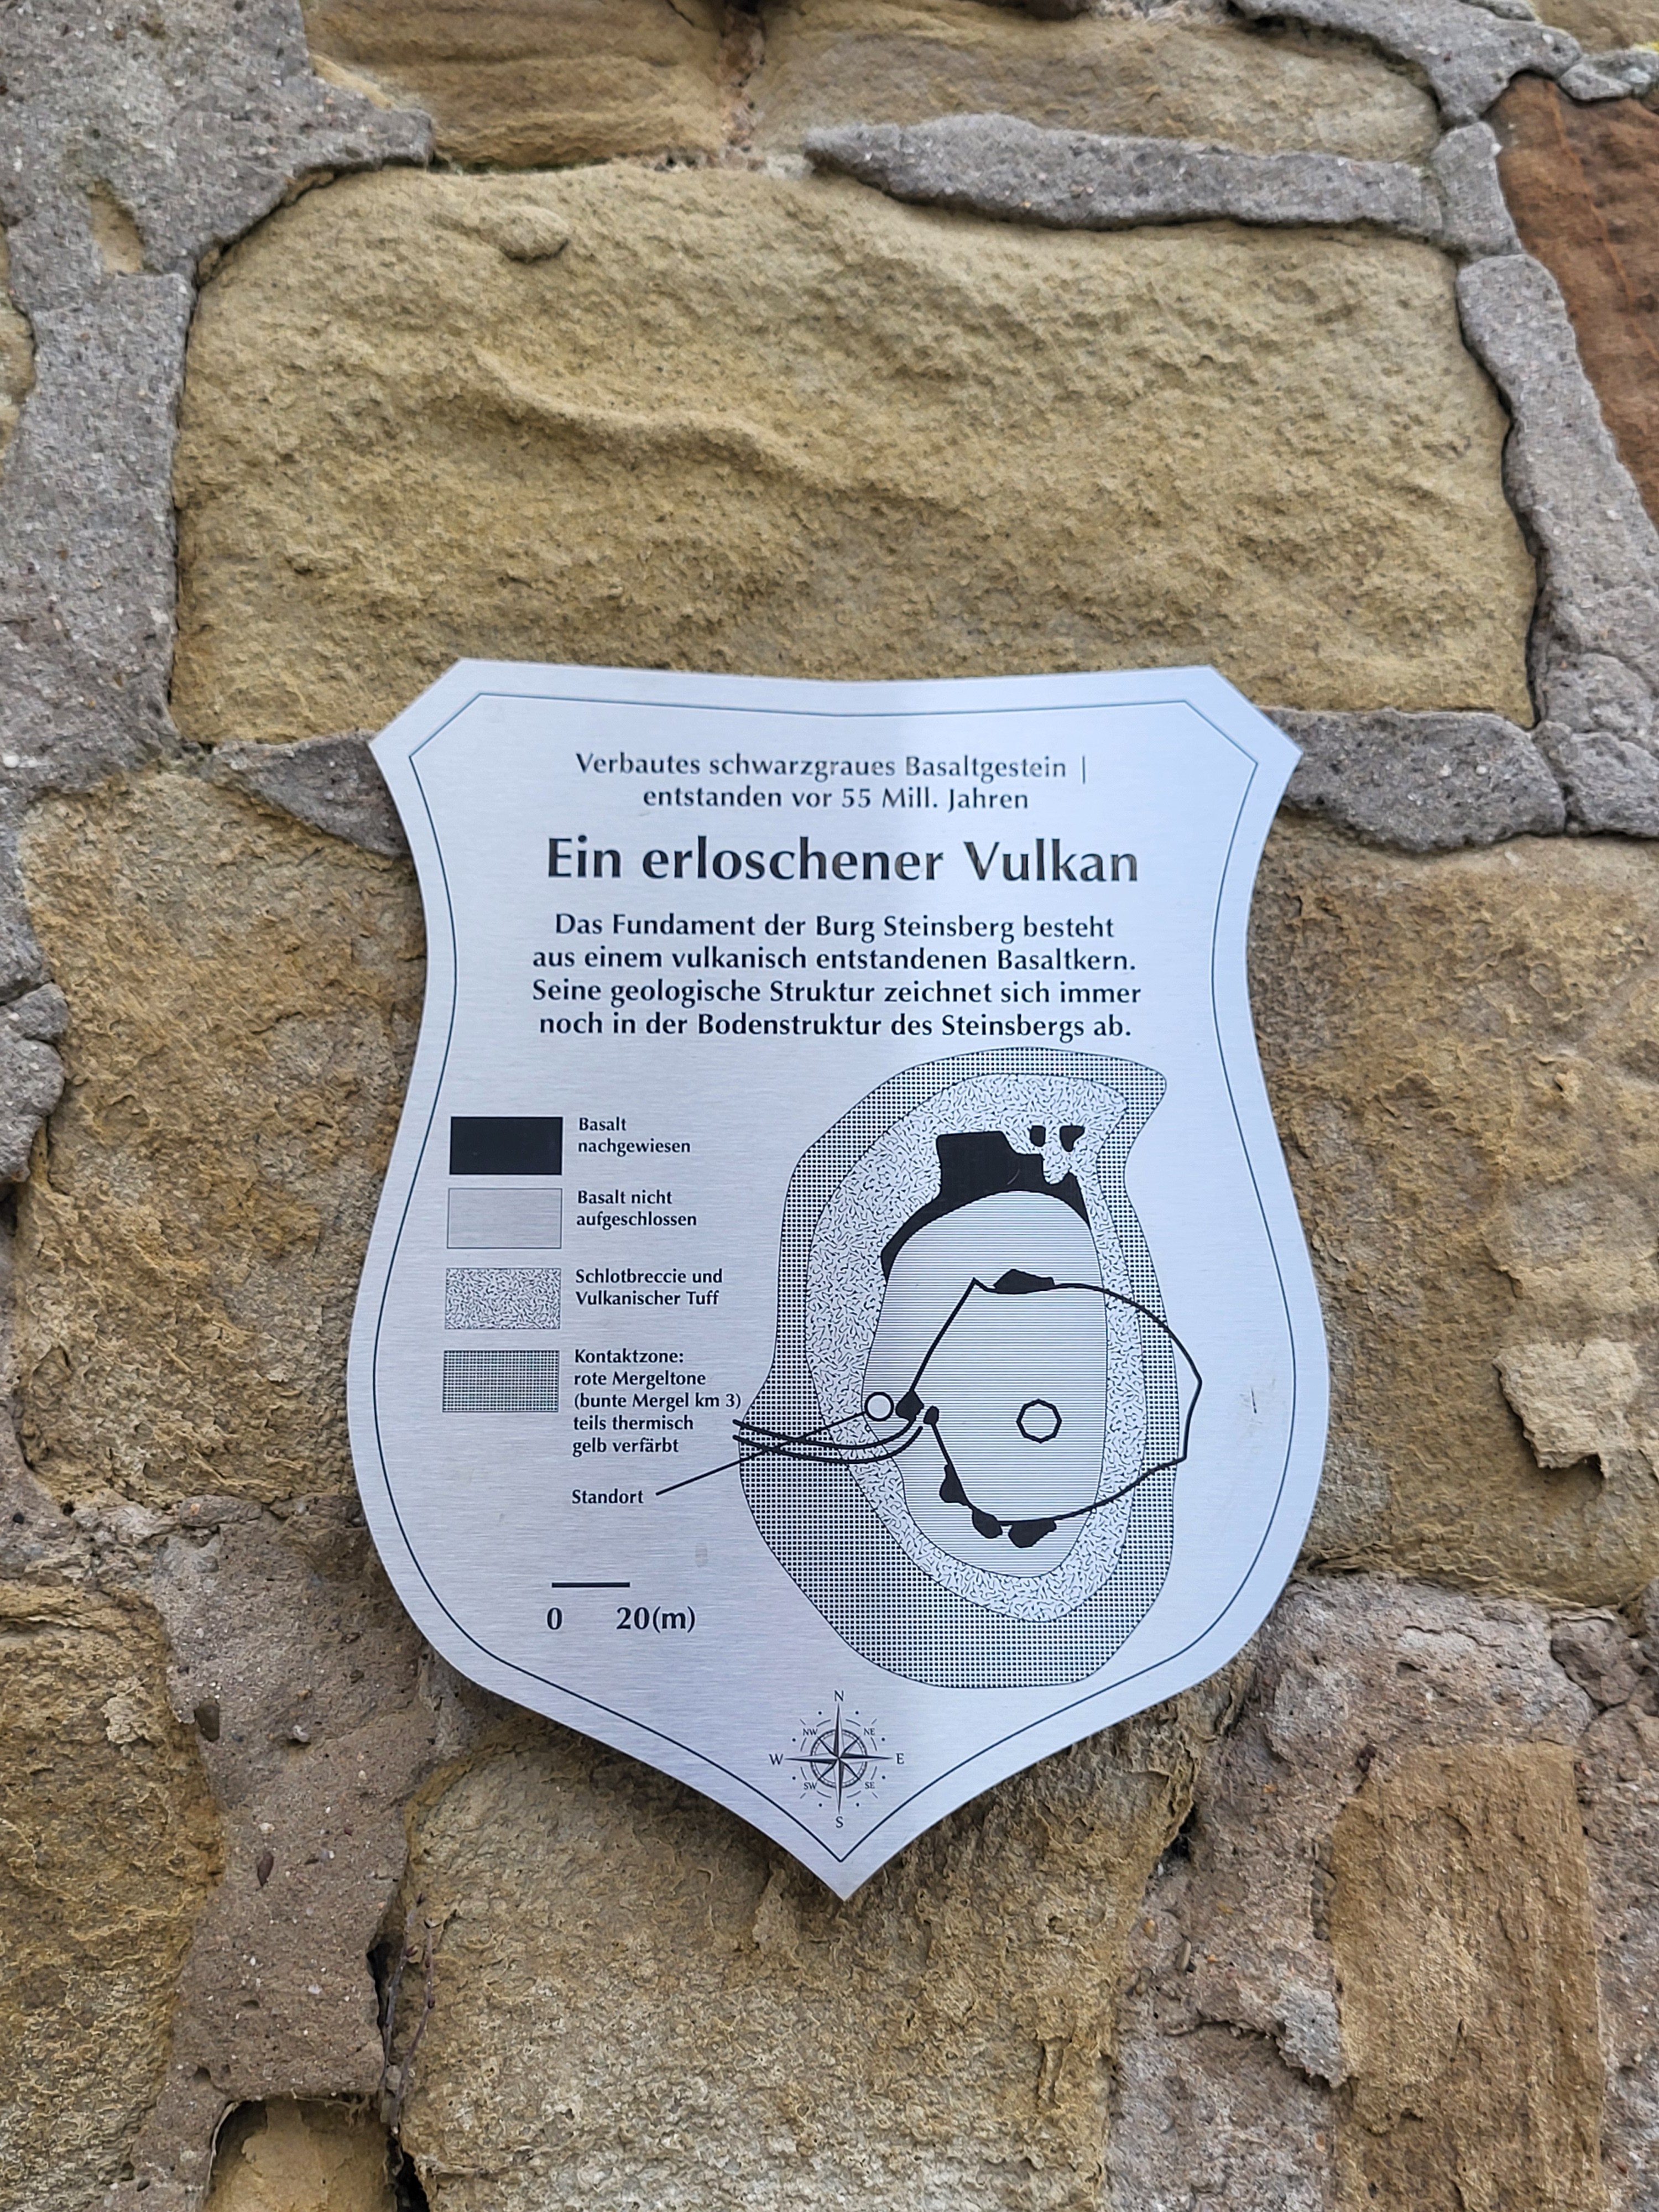 Verbautes schwarzgraues Basaltgestein |
entstanden vor 55 Mill. Jahren
Ein erloschener Vulkan
Das Fundament der Burg Steinsberg besteht
aus einem vulkanisch entstandenen Basaltkern.
Seine geologische Struktur zeichnet sich immer
noch in der Bodenstruktur des Steinsbergs ab.
Basalt
nachgewiesen
Basalt nicht
aufgeschlossen
Schlotbreccie und
Vulkanischer Tuff
Kontaktzone:
rote Mergeltone
(bunte Mergel km 3)
teils thermisch
gelb verfärbt
Standort
0 20(m)
N
NW NE
W E
SW SE
S